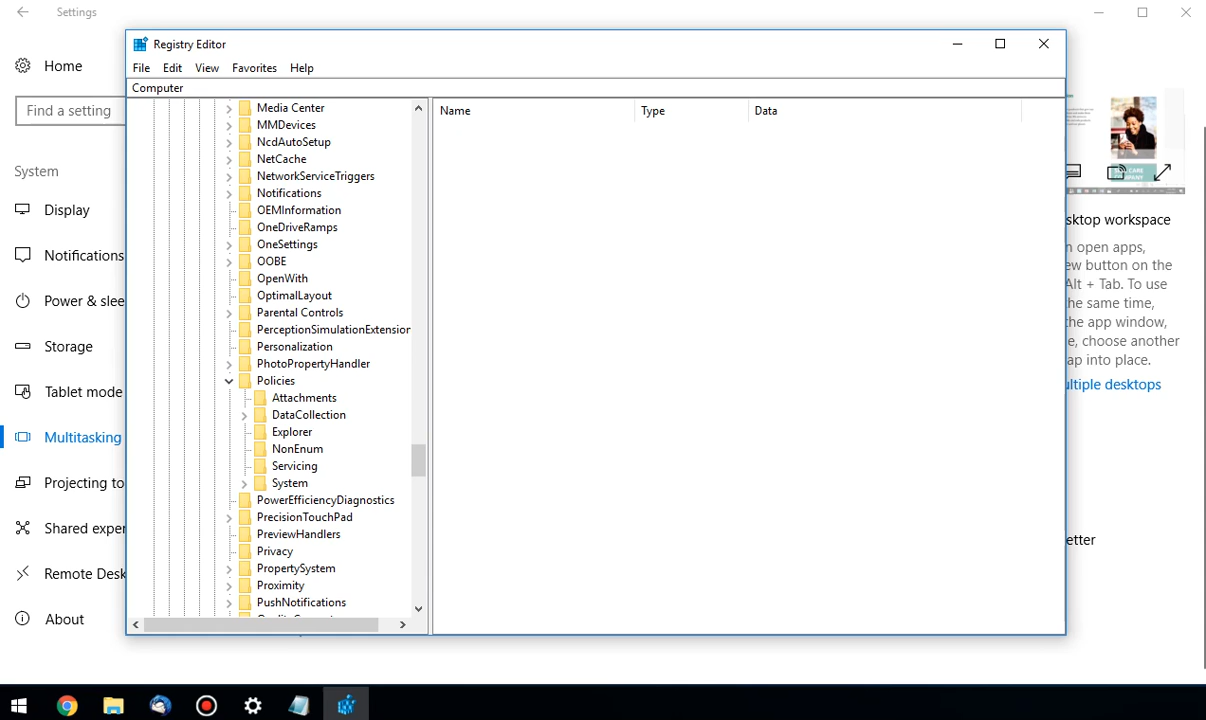 Settings
Registry Editor
File Edit View Favorites Help
Computer
Home
Find a setting
System
Display
Notifications
Power & slee
Storage
Tablet mode
Multitasking
Projecting to
Shared exper
Remote Desk
About
Media Center
MMDevices
NcdAutoSetup
NetCache
NetworkServiceTriggers
Notifications
OEMInformation
OneDriveRamps
OneSettings
OOBE
OpenWith
OptimalLayout
Parental Controls
PerceptionSimulationExtension
Personalization
PhotoPropertyHandler
Policies
Attachments
DataCollection
Explorer
NonEnum
Servicing
System
PowerEfficiencyDiagnostics
PrecisionTouchPad
PreviewHandlers
Privacy
PropertySystem
Proximity
PushNotifications
Name Type Data
COMPANY
sktop workspace
n open apps,
ew button on the
Alt + Tab. To use
the same time,
the app window,
e, choose another
ap into place.
ultiple desktops
etter